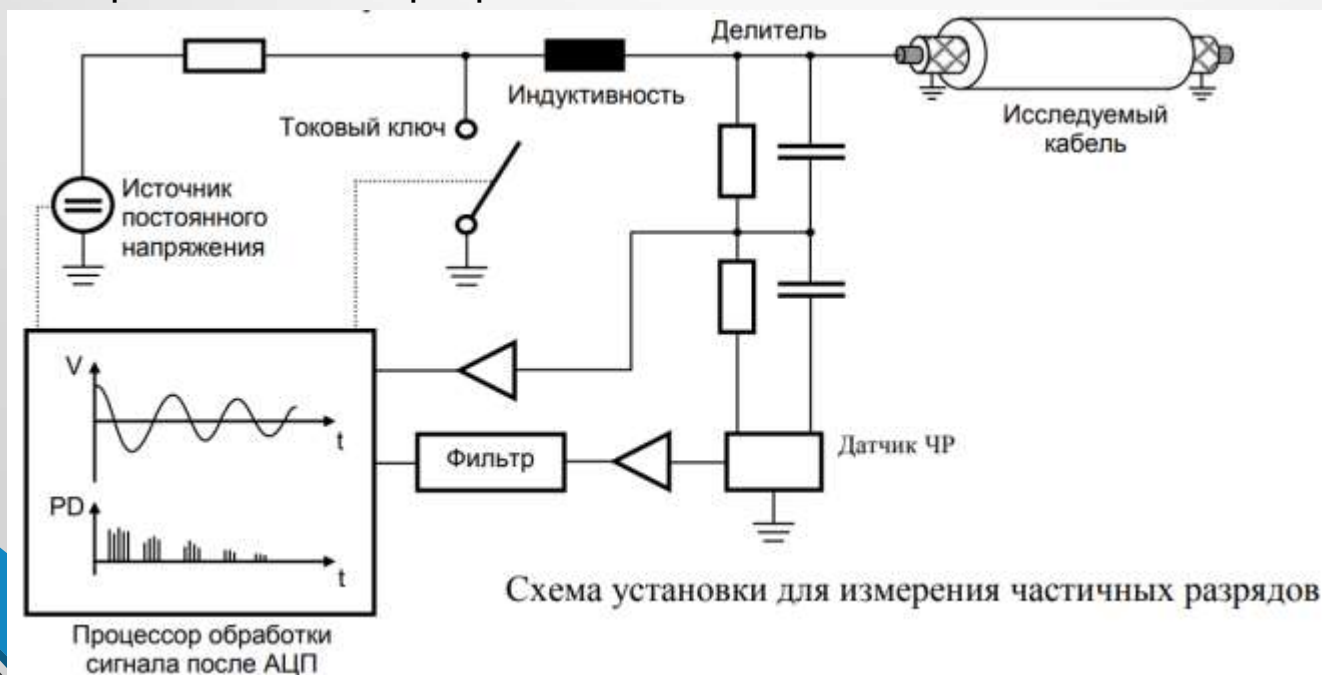 Делитель
Индуктивность
Токовый ключ
Исследуемый
кабель
Источник
постоянного
напряжения
V
t
Фильтр
Датчик ЧР
PD
t
Схема установки для измерения частичных разрядов
Процессор обработки
сигнала после АЦП